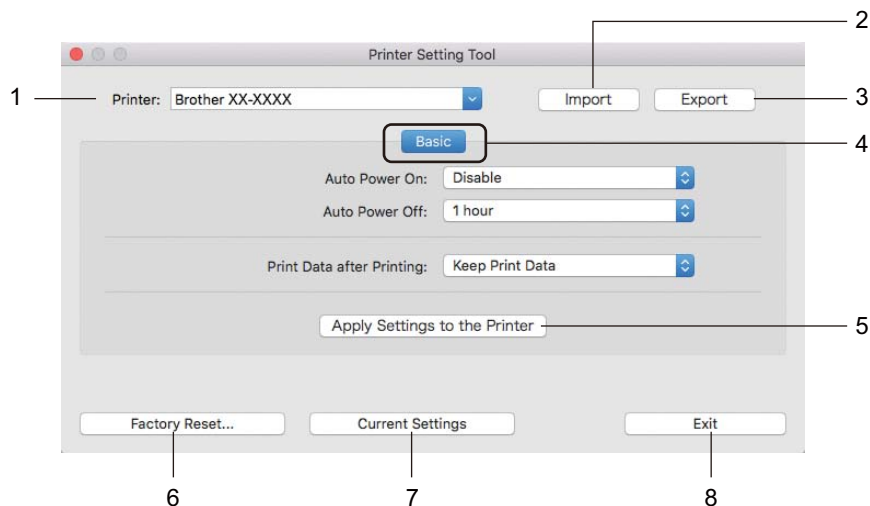 2
Printer Setting Tool
1 Printer: Brother XX-XXXX Import Export 3
Basic 4
Auto Power On: Disable
Auto Power Off: 1 hour
Print Data after Printing: Keep Print Data
Apply Settings to the Printer 5
Factory Reset... Current Settings Exit
6 7 8